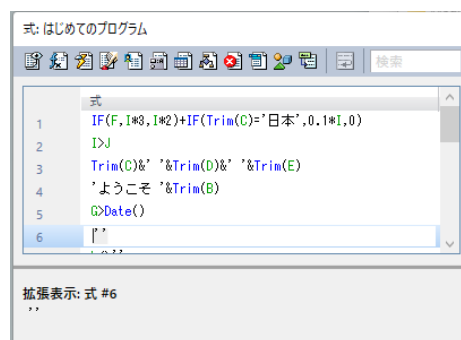 式: はじめてのプログラム
検索
式
1 IF(F,I*3,I*2)+IF(Trim(C)='日本',0.1*I,0)
2 I>J
3 Trim(C)&' '&Trim(D)&' '&Trim(E)
4 'ようこそ '&Trim(B)
5 G>Date()
6 ''
拡張表示: 式 #6
''